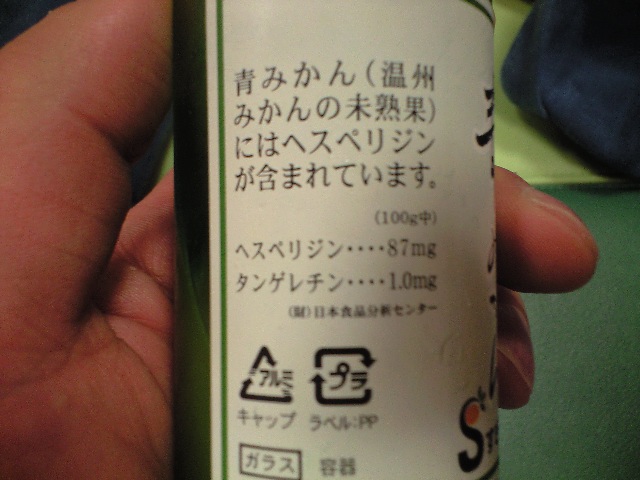 青みかん(温州
みかんの未熟果)
にはヘスペリジン
が含まれています。
(100g中)
ヘスペリジン‥‥87mg
タンゲレチン‥‥1.0mg
(財)日本食品分析センター
アルミ
プラ
キャップ
ラベル:PP
ガラス
容器